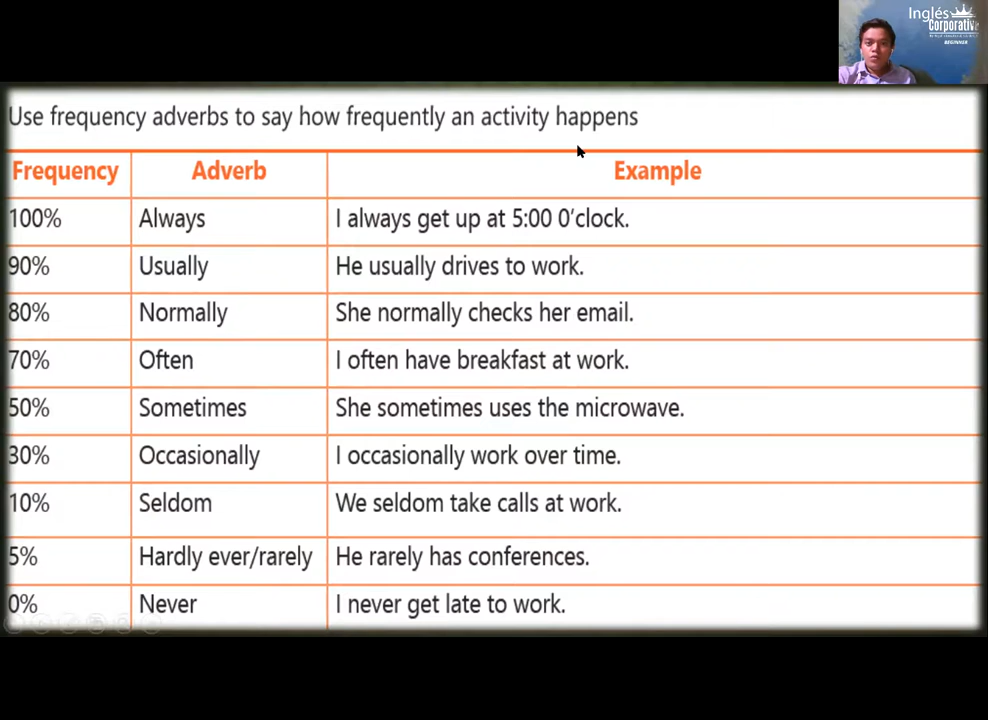 Inglés
Corporativ
BEGINNER
Use frequency adverbs to say how frequently an activity happens
Frequency Adverb Example
100% Always I always get up at 5:00 0'clock.
90% Usually He usually drives to work.
80% Normally She normally checks her email.
70% Often I often have breakfast at work.
50% Sometimes She sometimes uses the microwave.
30% Occasionally I occasionally work over time.
10% Seldom We seldom take calls at work.
5% Hardly ever/rarely He rarely has conferences.
0% Never I never get late to work.